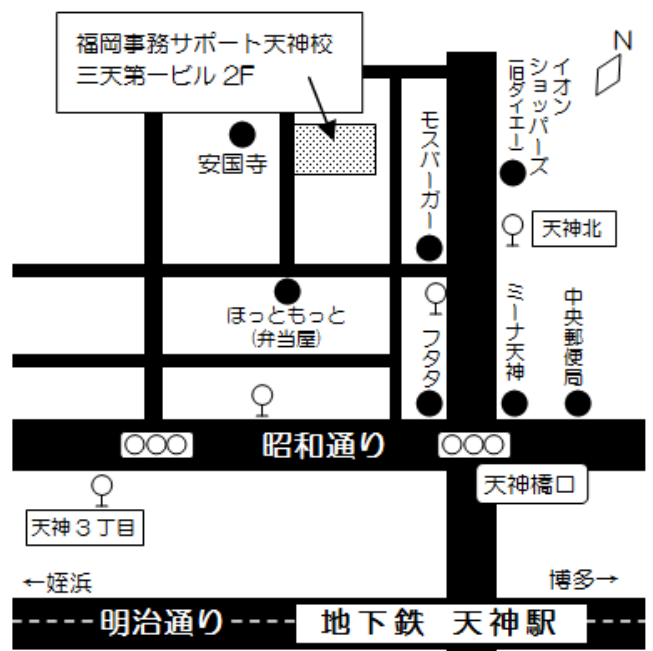 福岡事務サポート天神校
三天第一ビル 2F
N
イオン
ショッパーズ
(旧ダイエー)
モスバーガー
安国寺
天神北
ほっともっと
(弁当屋)
フタタ
ミーナ天神
中央郵便局
昭和通り
天神橋口
天神3丁目
←姪浜
博多→
明治通り
地下鉄 天神駅